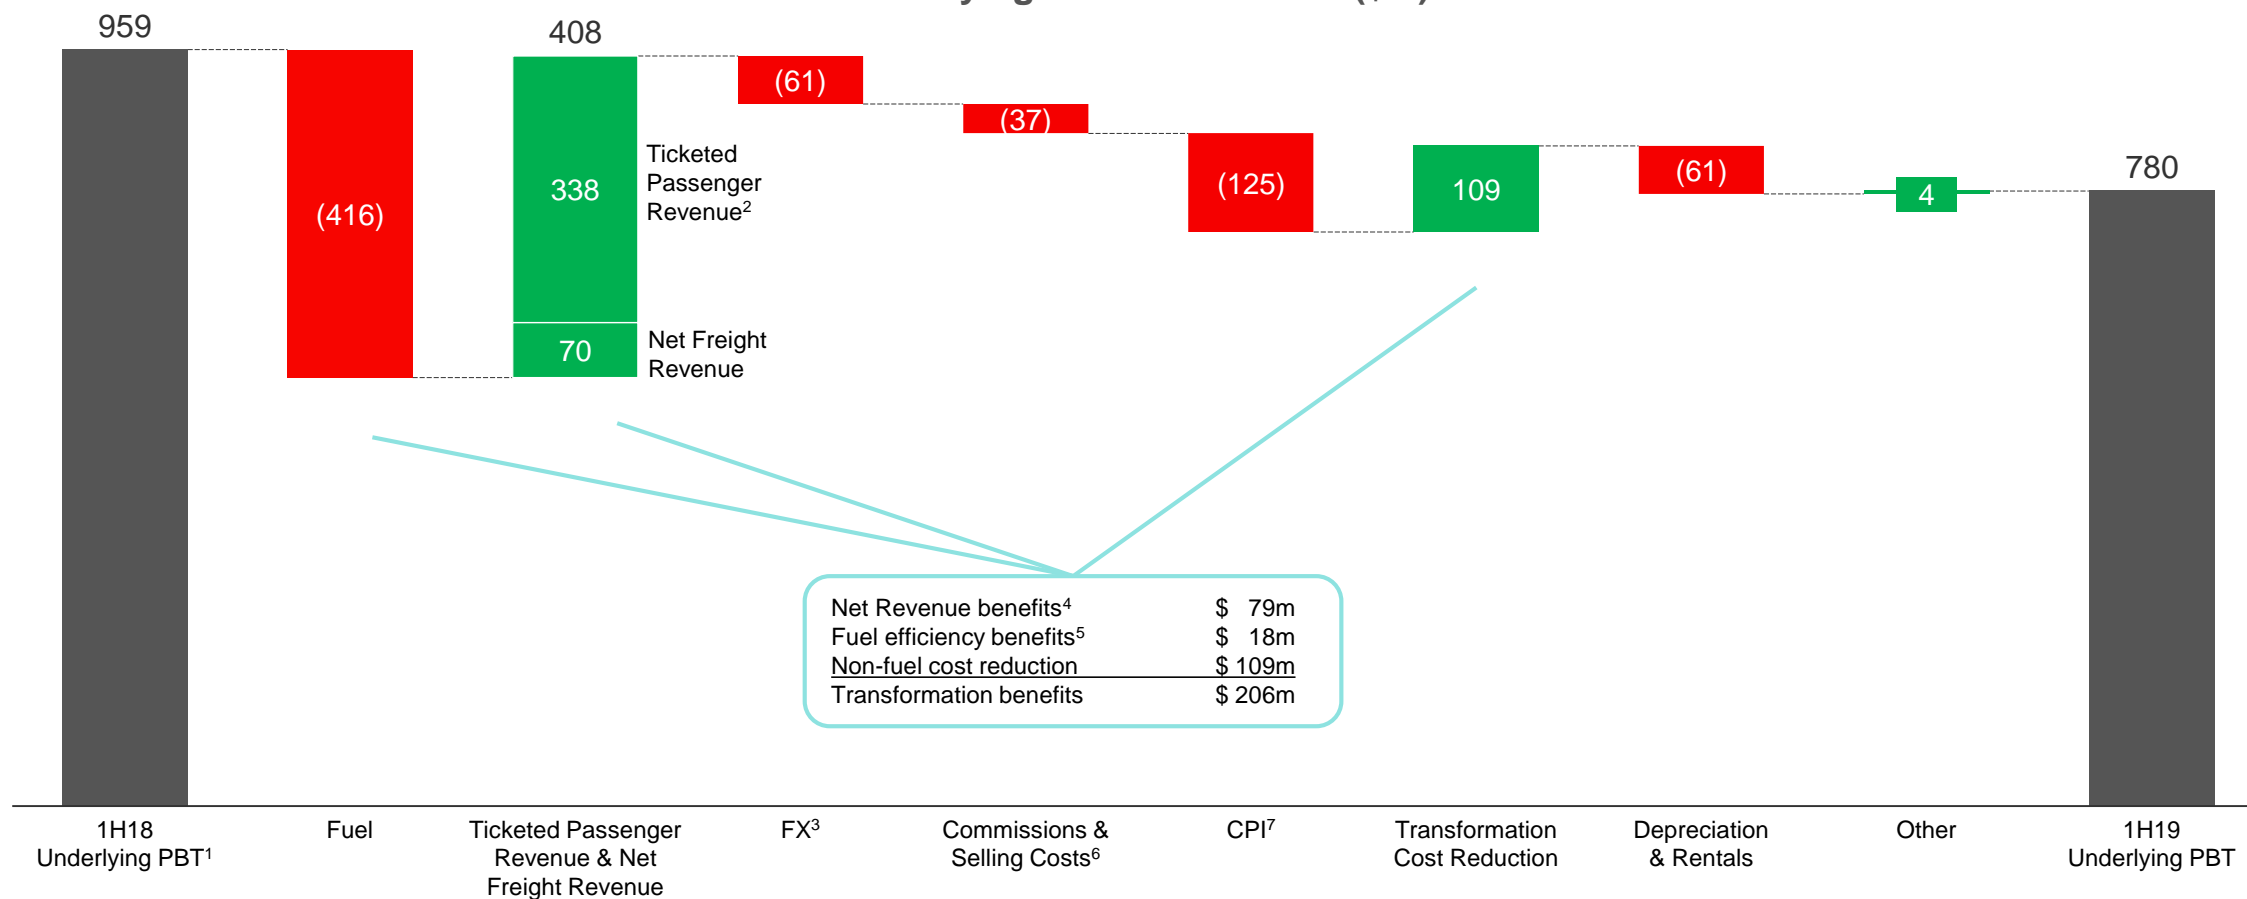 959
408
(61)
(37)
Ticketed
Passenger
Revenue²
338
(416)
(125)
109
(61)
4
780
70
Net Freight
Revenue
Net Revenue benefits⁴ $ 79m
Fuel efficiency benefits⁵ $ 18m
Non-fuel cost reduction $ 109m
Transformation benefits $ 206m
1H18
Underlying PBT¹
Fuel
Ticketed Passenger
Revenue & Net
Freight Revenue
FX³
Commissions &
Selling Costs⁶
CPI⁷
Transformation
Cost Reduction
Depreciation
& Rentals
Other
1H19
Underlying PBT